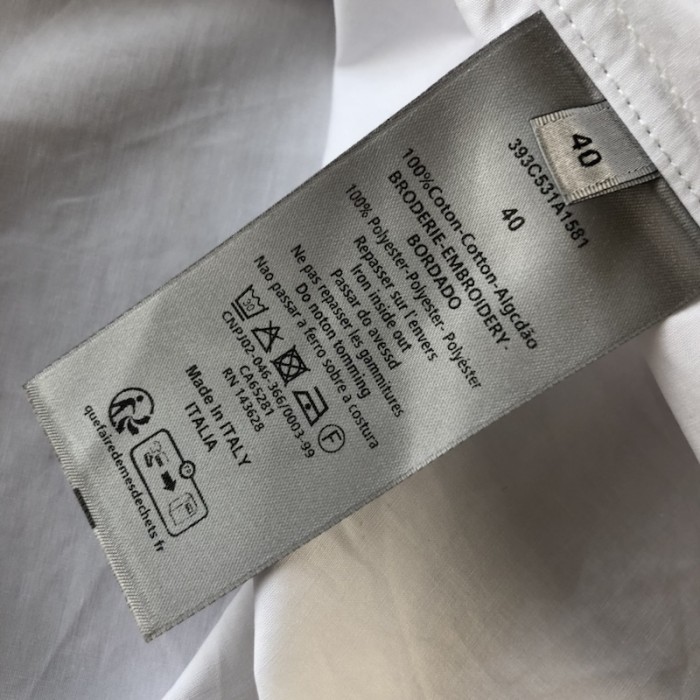 40
393C531A1581
40
100%Coton-Cotton-Algcdão
BRODERIE-EMBROIDERY-
BORDADO
100% Polyester-Polyester- Polyéster
Repasser sur l'envers
Iron inside out
Passar do avessd
Ne pas repasser les gammitures
Do noton tomming
Nao passar a ferro sobre a costura
30
F
CNPJ02-046.366/0003-99
CA65281
RN 143628
Made in ITALY
ITALIA
quefairedemesdechets.fr